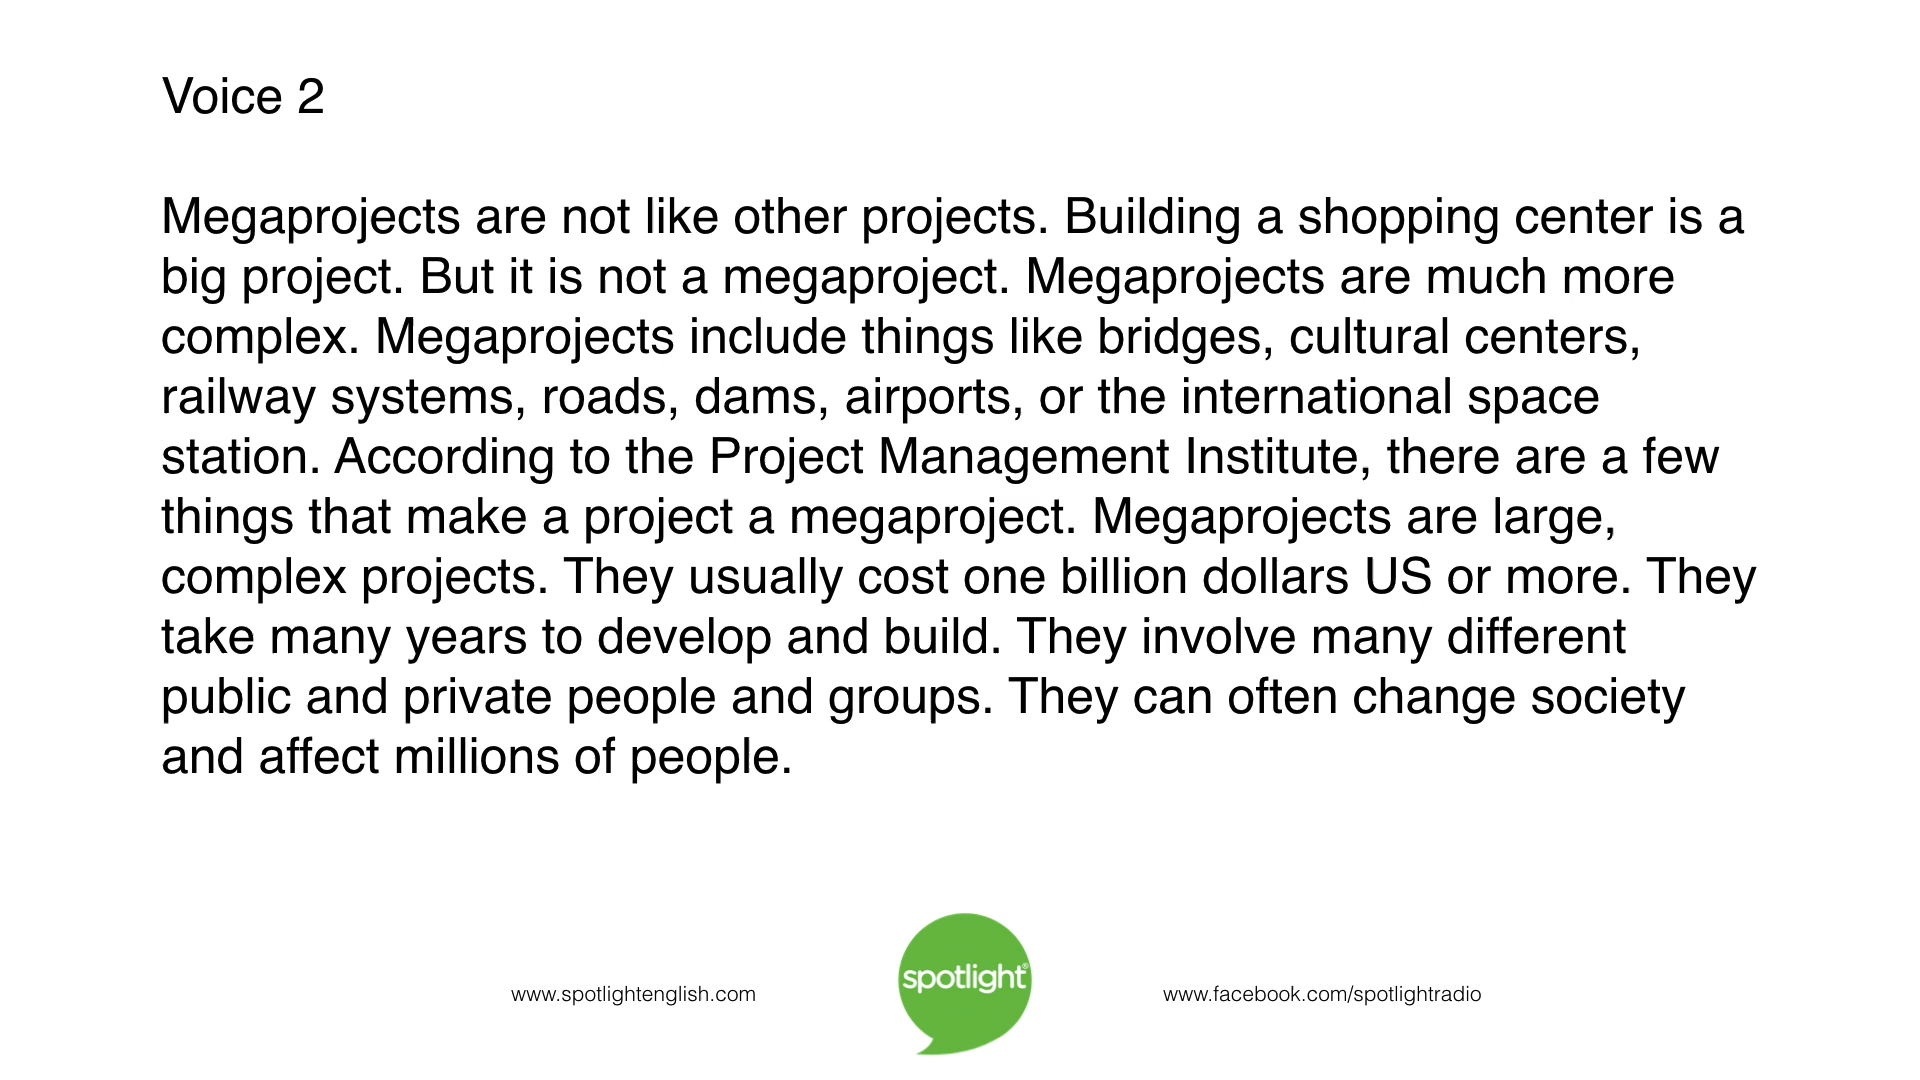 Voice 2
Megaprojects are not like other projects. Building a shopping center is a
big project. But it is not a megaproject. Megaprojects are much more
complex. Megaprojects include things like bridges, cultural centers,
railway systems, roads, dams, airports, or the international space
station. According to the Project Management Institute, there are a few
things that make a project a megaproject. Megaprojects are large,
complex projects. They usually cost one billion dollars US or more. They
take many years to develop and build. They involve many different
public and private people and groups. They can often change society
and affect millions of people.
www.spotlightenglish.com
spotlight®
www.facebook.com/spotlightradio